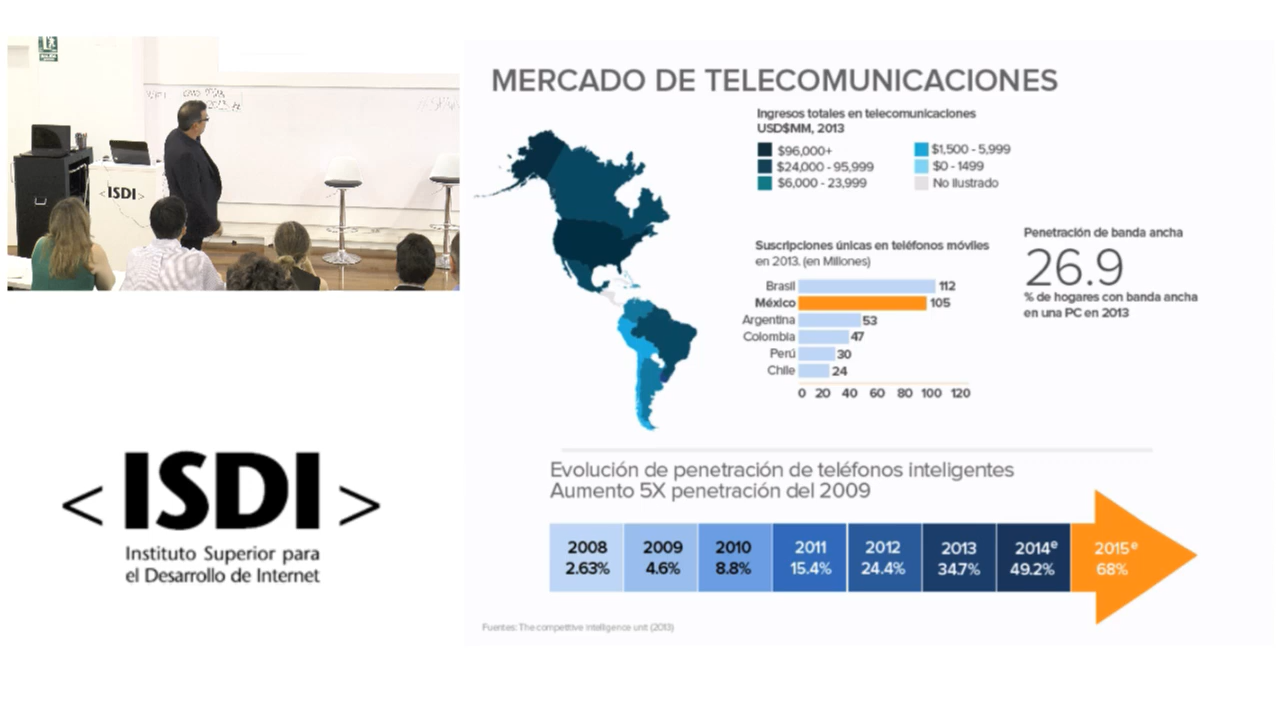 <ISDI>
MERCADO DE TELECOMUNICACIONES
Ingresos totales en telecomunicaciones
USD$MM, 2013
$96,000+
$24,000 - 95,999
$6,000 - 23,999
$1,500 - 5,999
$0 - 1499
No Ilustrado
Suscripciones únicas en teléfonos móviles
en 2013. (en Millones)
Brasil 112
México 105
Argentina 53
Colombia 47
Perú 30
Chile 24
0 20 40 60 80 100 120
Penetración de banda ancha
26.9
% de hogares con banda ancha
en una PC en 2013
<ISDI>
Instituto Superior para
el Desarrollo de Internet
Evolución de penetración de teléfonos inteligentes
Aumento 5X penetración del 2009
2008 2009 2010 2011 2012 2013 2014e 2015e
2.63% 4.6% 8.8% 15.4% 24.4% 34.7% 49.2% 68%
Fuentes: The competitive intelligence unit (2013)